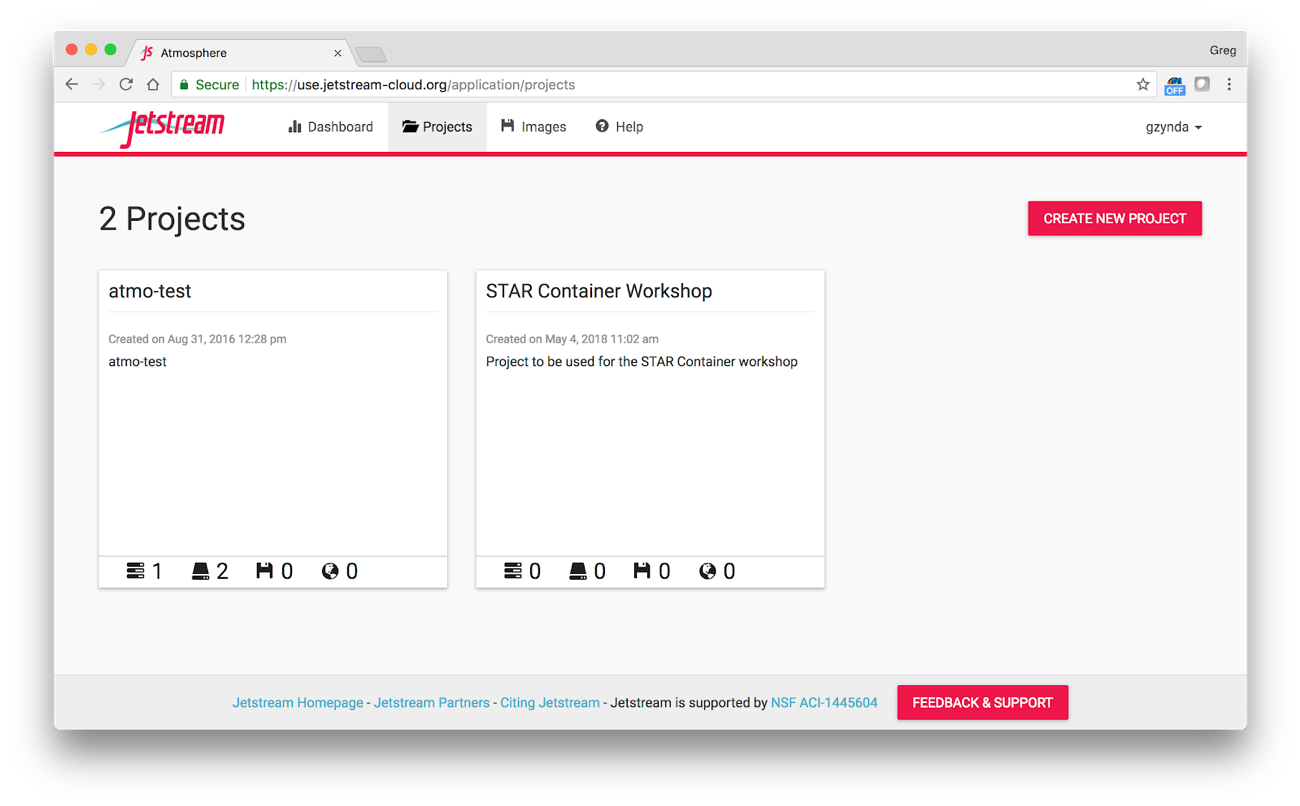 Atmosphere
Greg
Secure https://use.jetstream-cloud.org/application/projects
OFF
Jetstream Dashboard Projects Images Help gzynda
2 Projects CREATE NEW PROJECT
atmo-test
Created on Aug 31, 2016 12:28 pm
atmo-test
1 2 0 0
STAR Container Workshop
Created on May 4, 2018 11:02 am
Project to be used for the STAR Container workshop
0 0 0 0
Jetstream Homepage - Jetstream Partners - Citing Jetstream - Jetstream is supported by NSF ACI-1445604 FEEDBACK & SUPPORT